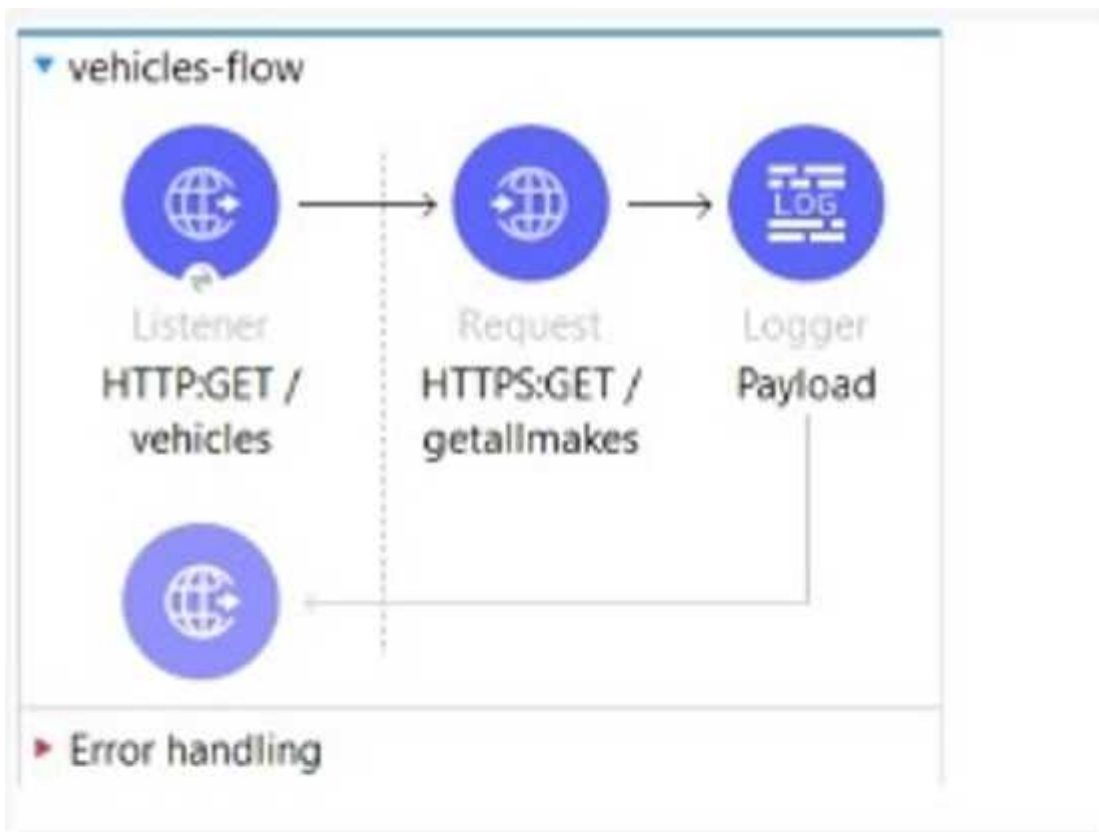 vehicles-flow
LOG
Listener
Request
Logger
HTTP:GET /
vehicles
HTTPS:GET /
getallmakes
Payload
Error handling